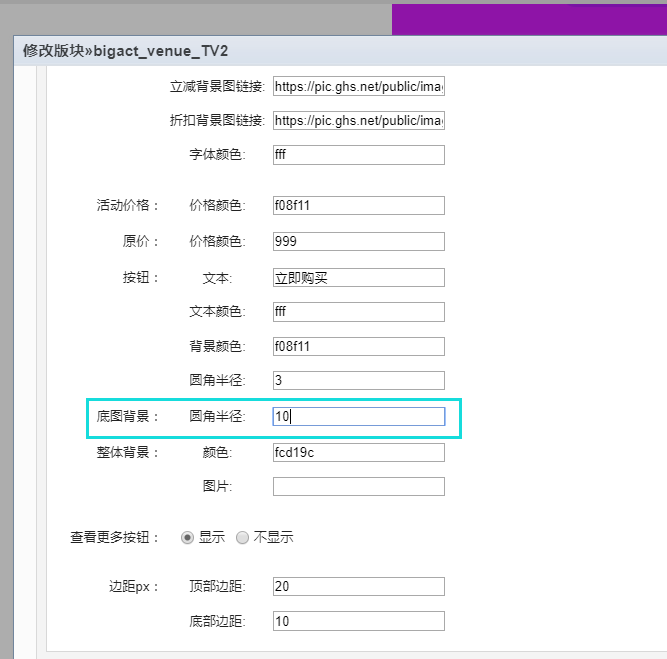 修改版块»bigact_venue_TV2
立减背景图链接: https://pic.ghs.net/public/ima
折扣背景图链接: https://pic.ghs.net/public/ima
字体颜色: fff
活动价格： 价格颜色: f08f11
原价： 价格颜色: 999
按钮： 文本: 立即购买
文本颜色: fff
背景颜色: f08f11
圆角半径: 3
底图背景： 圆角半径: 10
整体背景： 颜色: fcd19c
图片:
查看更多按钮： 显示 不显示
边距px： 顶部边距: 20
底部边距: 10